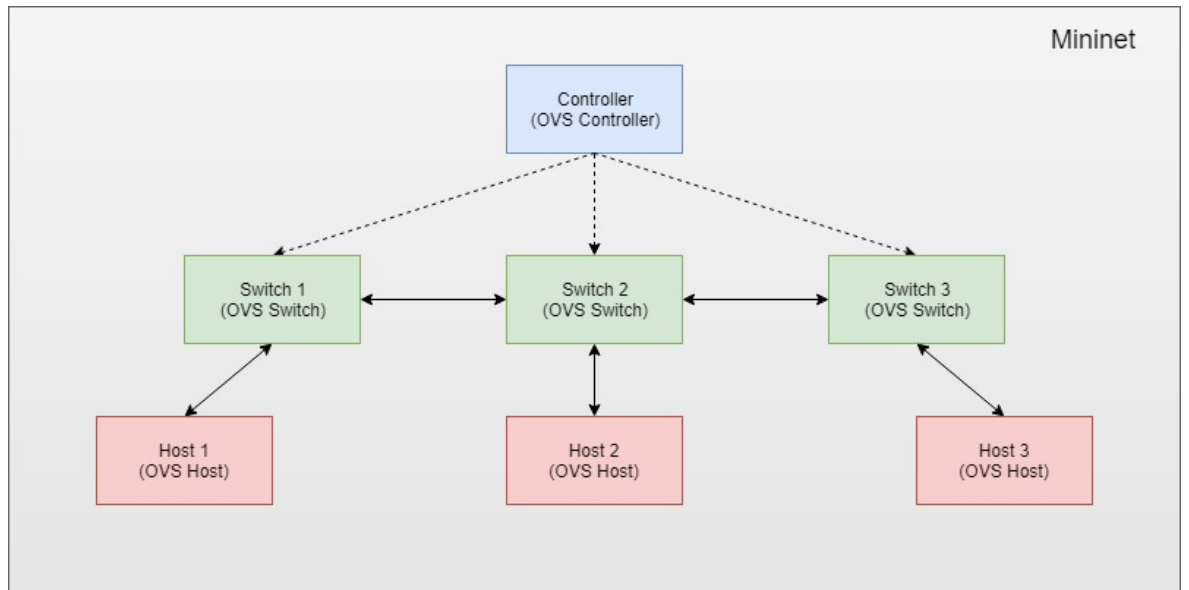 Mininet
Controller
(OVS Controller)
Switch 1
(OVS Switch)
Switch 2
(OVS Switch)
Switch 3
(OVS Switch)
Host 1
(OVS Host)
Host 2
(OVS Host)
Host 3
(OVS Host)